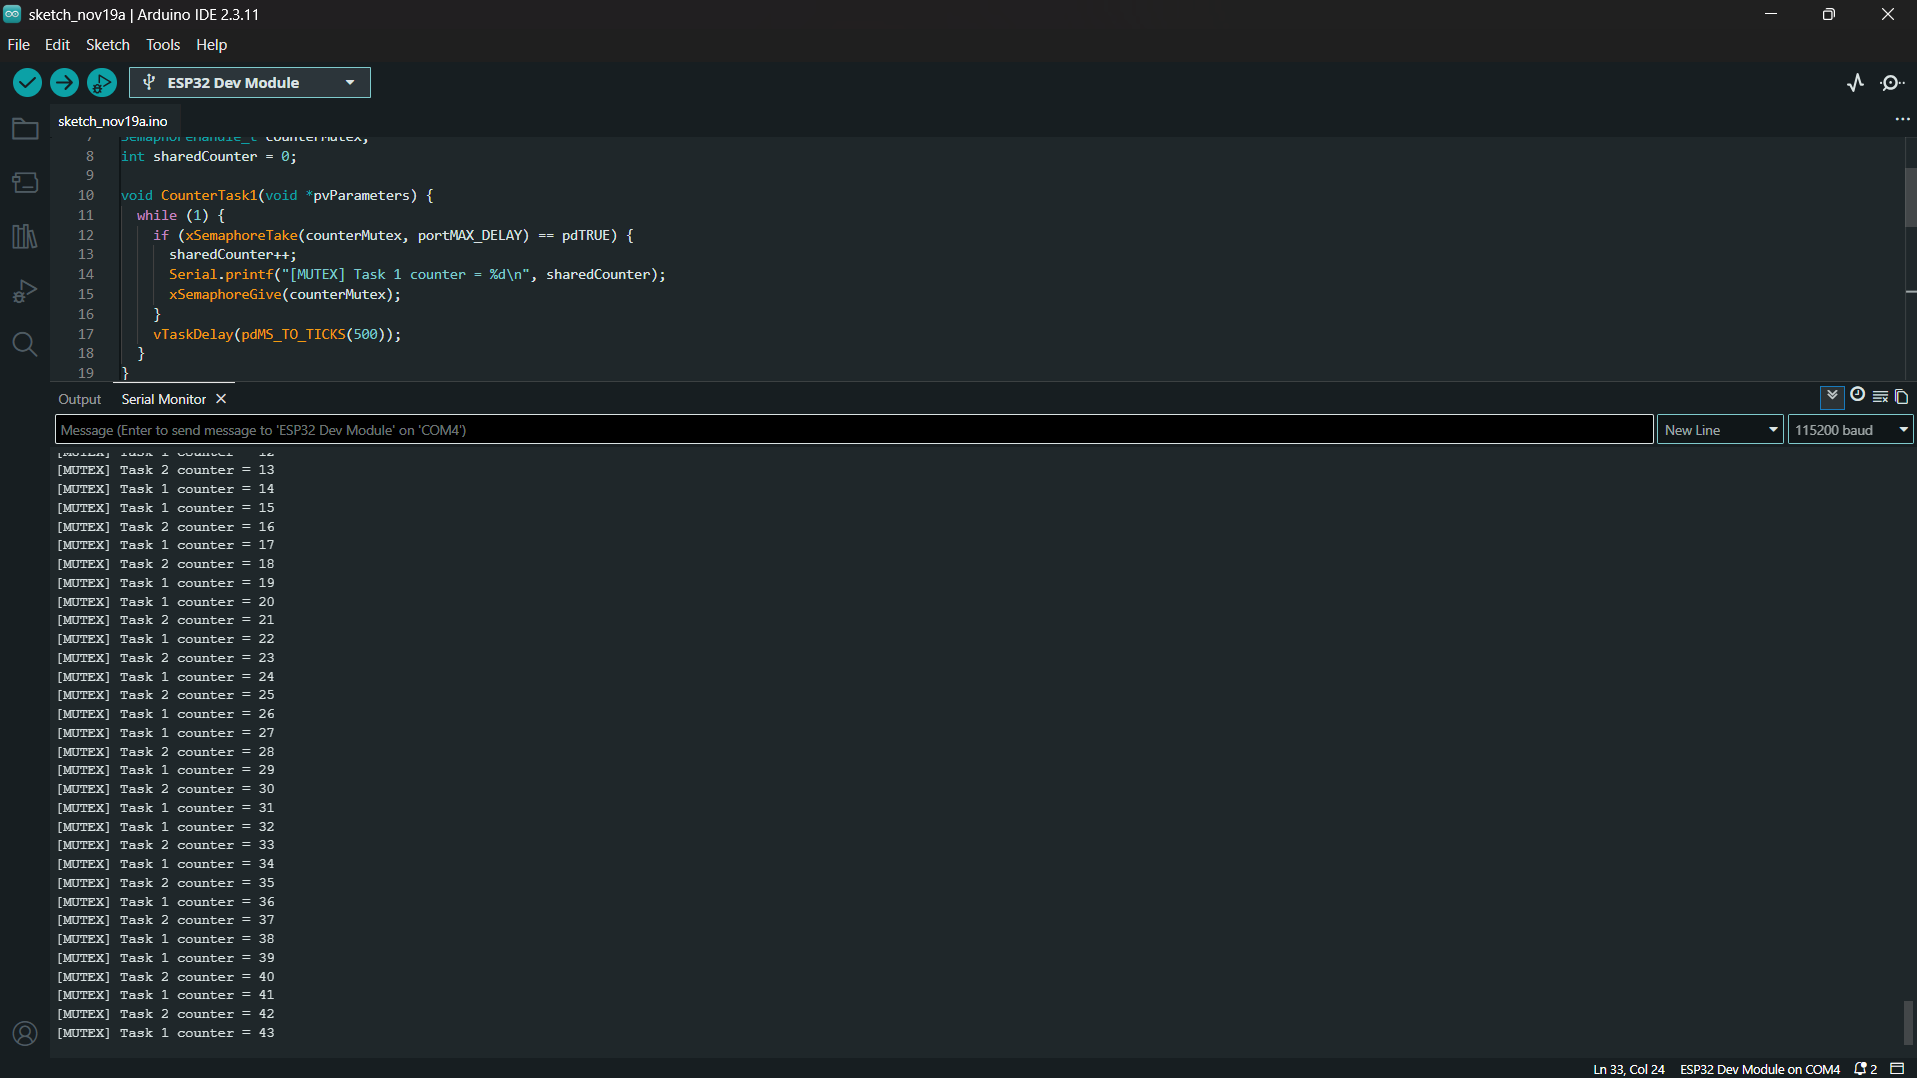 sketch_nov19a | Arduino IDE 2.3.11
File Edit Sketch Tools Help
ESP32 Dev Module
sketch_nov19a.ino
7 SemaphoreHandle_t counterMutex;
8 int sharedCounter = 0;
9
10 void CounterTask1(void *pvParameters) {
11 while (1) {
12 if (xSemaphoreTake(counterMutex, portMAX_DELAY) == pdTRUE) {
13 sharedCounter++;
14 Serial.printf("[MUTEX] Task 1 counter = %d\n", sharedCounter);
15 xSemaphoreGive(counterMutex);
16 }
17 vTaskDelay(pdMS_TO_TICKS(500));
18 }
19 }
Output Serial Monitor
Message (Enter to send message to 'ESP32 Dev Module' on 'COM4')
New Line 115200 baud
[MUTEX] Task 1 counter = 12
[MUTEX] Task 2 counter = 13
[MUTEX] Task 1 counter = 14
[MUTEX] Task 1 counter = 15
[MUTEX] Task 2 counter = 16
[MUTEX] Task 1 counter = 17
[MUTEX] Task 2 counter = 18
[MUTEX] Task 1 counter = 19
[MUTEX] Task 1 counter = 20
[MUTEX] Task 2 counter = 21
[MUTEX] Task 1 counter = 22
[MUTEX] Task 2 counter = 23
[MUTEX] Task 1 counter = 24
[MUTEX] Task 2 counter = 25
[MUTEX] Task 1 counter = 26
[MUTEX] Task 1 counter = 27
[MUTEX] Task 2 counter = 28
[MUTEX] Task 1 counter = 29
[MUTEX] Task 2 counter = 30
[MUTEX] Task 1 counter = 31
[MUTEX] Task 1 counter = 32
[MUTEX] Task 2 counter = 33
[MUTEX] Task 1 counter = 34
[MUTEX] Task 2 counter = 35
[MUTEX] Task 1 counter = 36
[MUTEX] Task 2 counter = 37
[MUTEX] Task 1 counter = 38
[MUTEX] Task 1 counter = 39
[MUTEX] Task 2 counter = 40
[MUTEX] Task 1 counter = 41
[MUTEX] Task 2 counter = 42
[MUTEX] Task 1 counter = 43
Ln 33, Col 24 ESP32 Dev Module on COM4 2